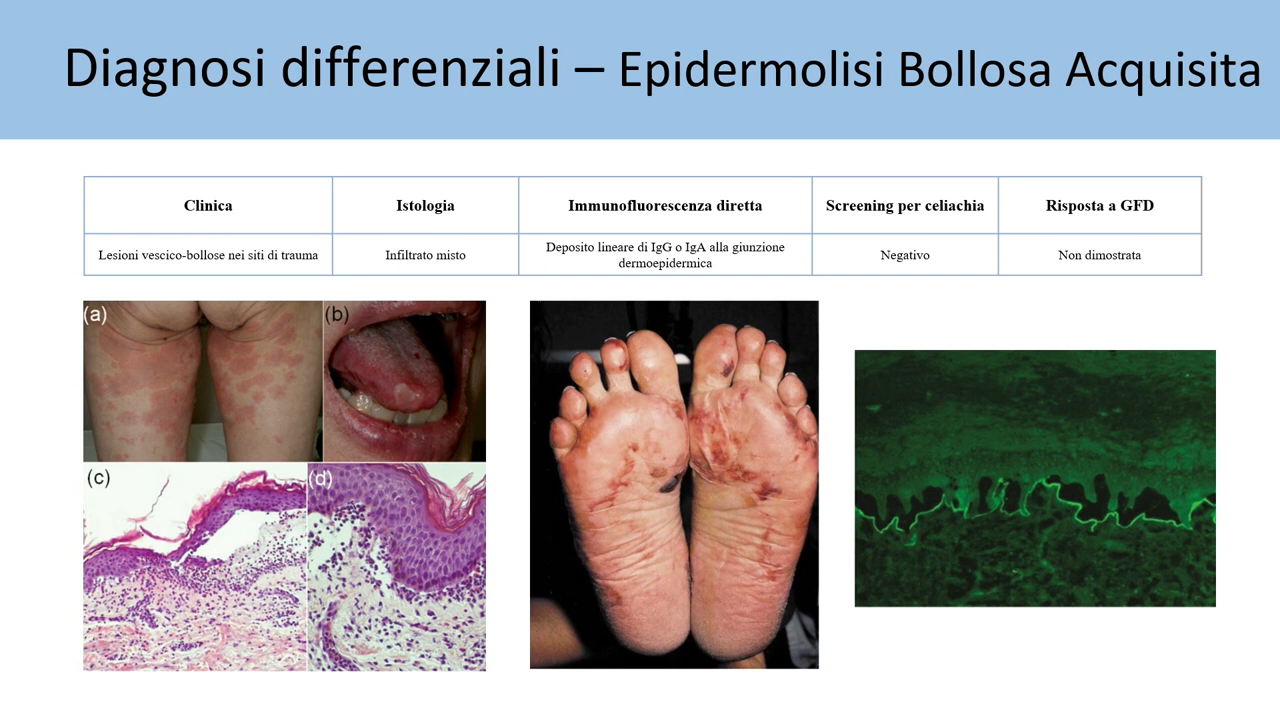 Diagnosi differenziali – Epidermolisi Bollosa Acquisita
Clinica
Istologia
Immunofluorescenza diretta
Screening per celiachia
Risposta a GFD
Lesioni vescico-bollose nei siti di trauma
Infiltrato misto
Deposito lineare di IgG o IgA alla giunzione
dermoepidermica
Negativo
Non dimostrata
(a)
(b)
(c)
(d)